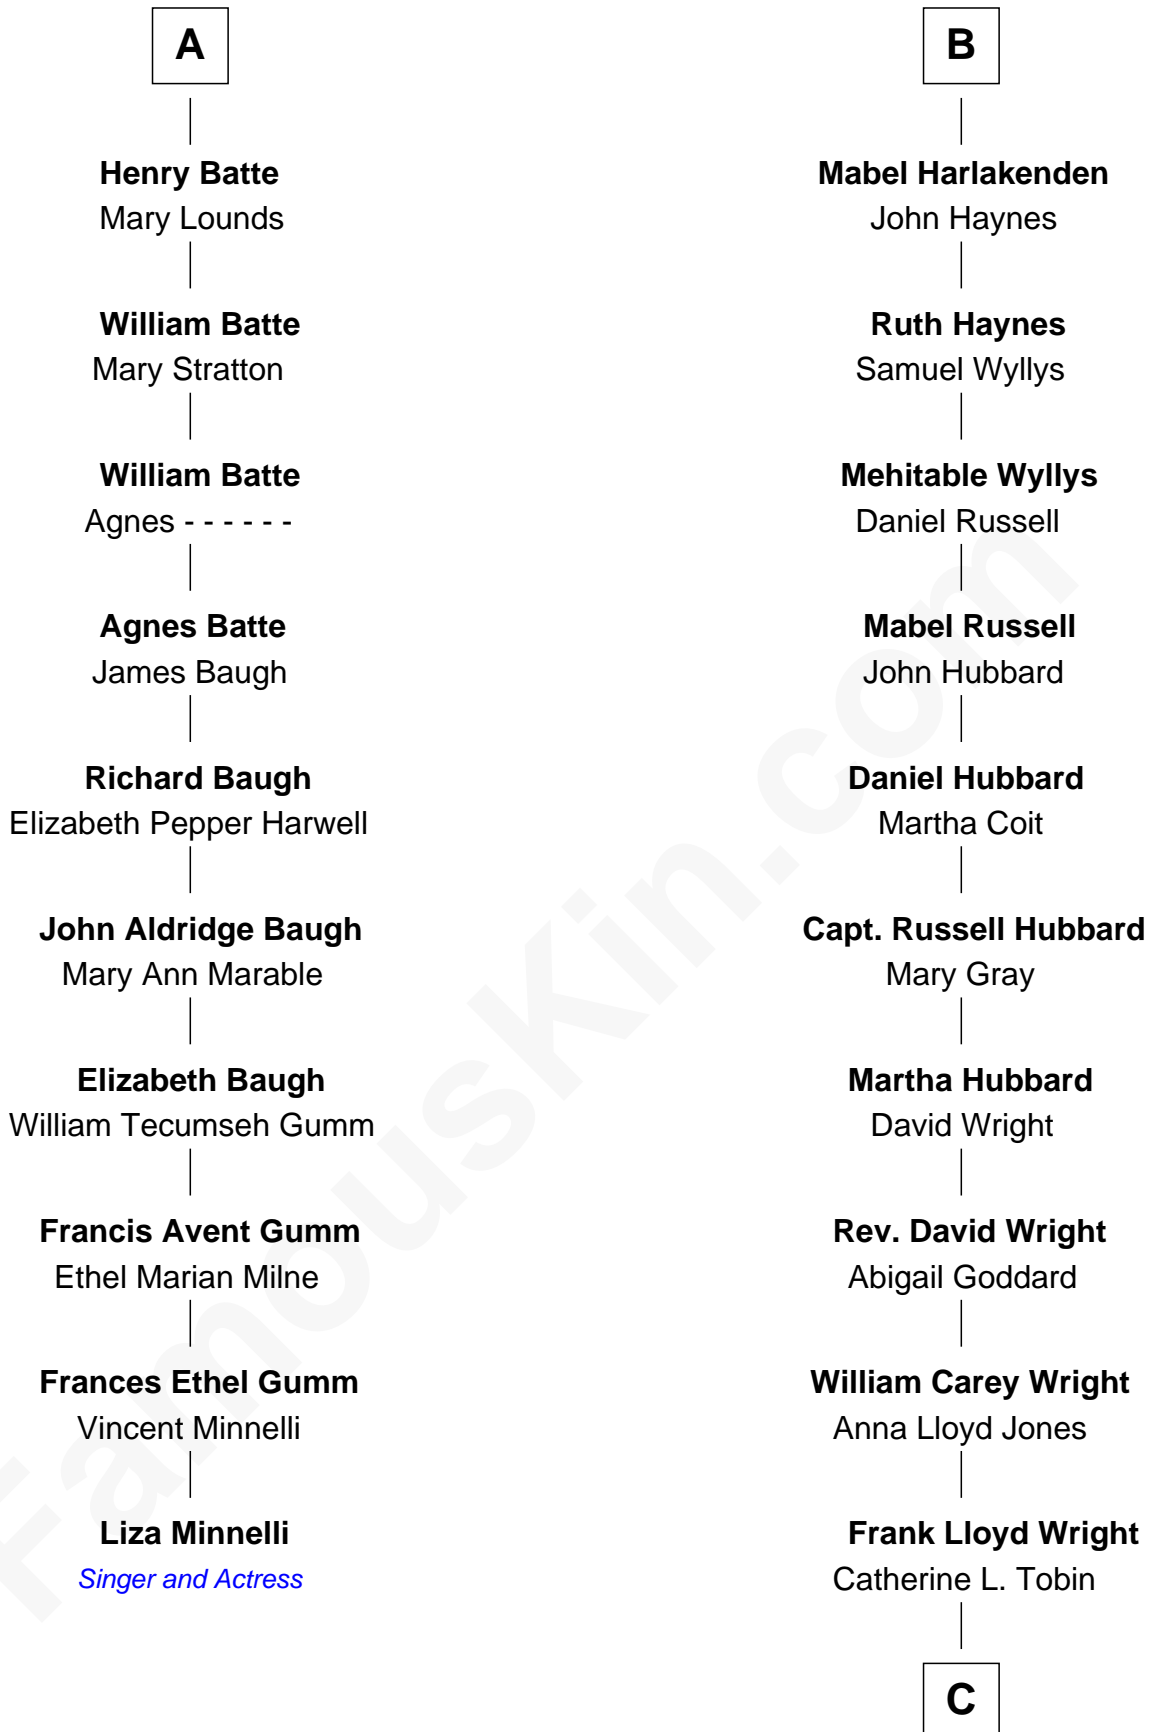 A
Henry Batte
Mary Lounds
William Batte
Mary Stratton
William Batte
Agnes - - - - - -
Agnes Batte
James Baugh
Richard Baugh
Elizabeth Pepper Harwell
John Aldridge Baugh
Mary Ann Marable
Elizabeth Baugh
William Tecumseh Gumm
Francis Avent Gumm
Ethel Marian Milne
Frances Ethel Gumm
Vincent Minnelli
Liza Minnelli
Singer and Actress
B
Mabel Harlakenden
John Haynes
Ruth Haynes
Samuel Wyllys
Mehitable Wyllys
Daniel Russell
Mabel Russell
John Hubbard
Daniel Hubbard
Martha Coit
Capt. Russell Hubbard
Mary Gray
Martha Hubbard
David Wright
Rev. David Wright
Abigail Goddard
William Carey Wright
Anna Lloyd Jones
Frank Lloyd Wright
Catherine L. Tobin
C
FamousKin.com